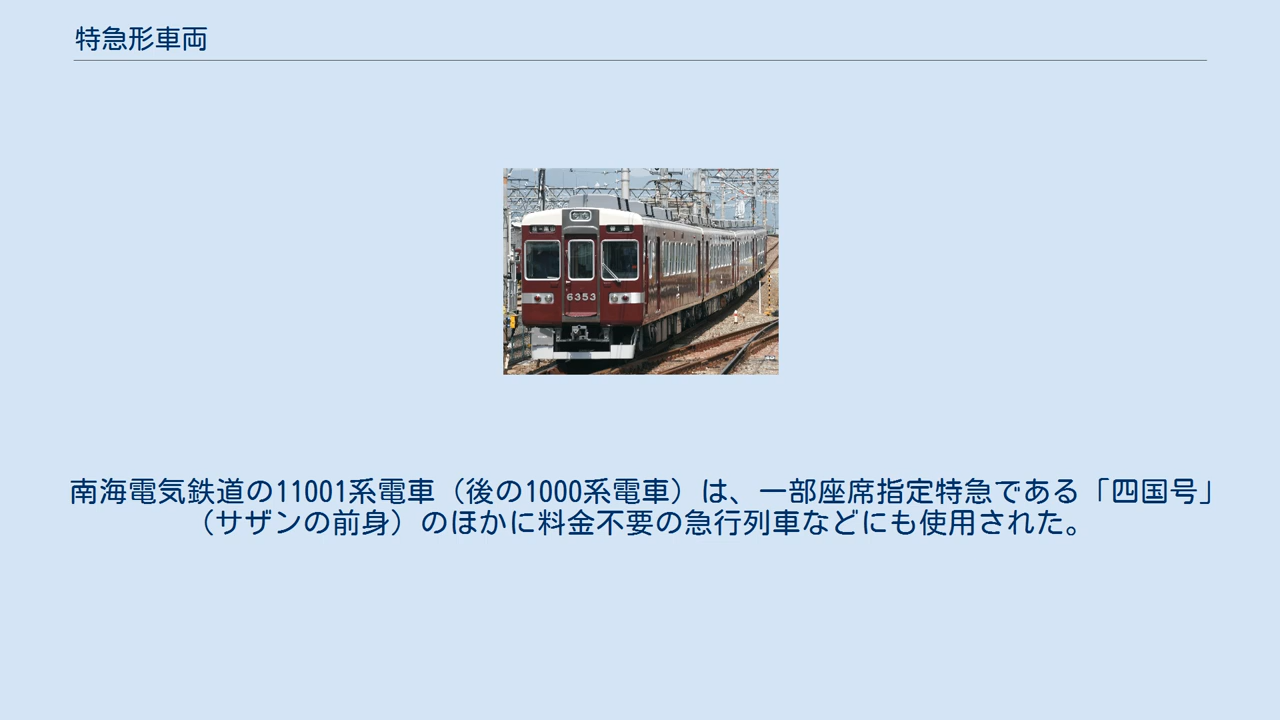 特急形車両
6353
南海電気鉄道の11001系電車（後の1000系電車）は、一部座席指定特急である「四国号」
（サザンの前身）のほかに料金不要の急行列車などにも使用された。